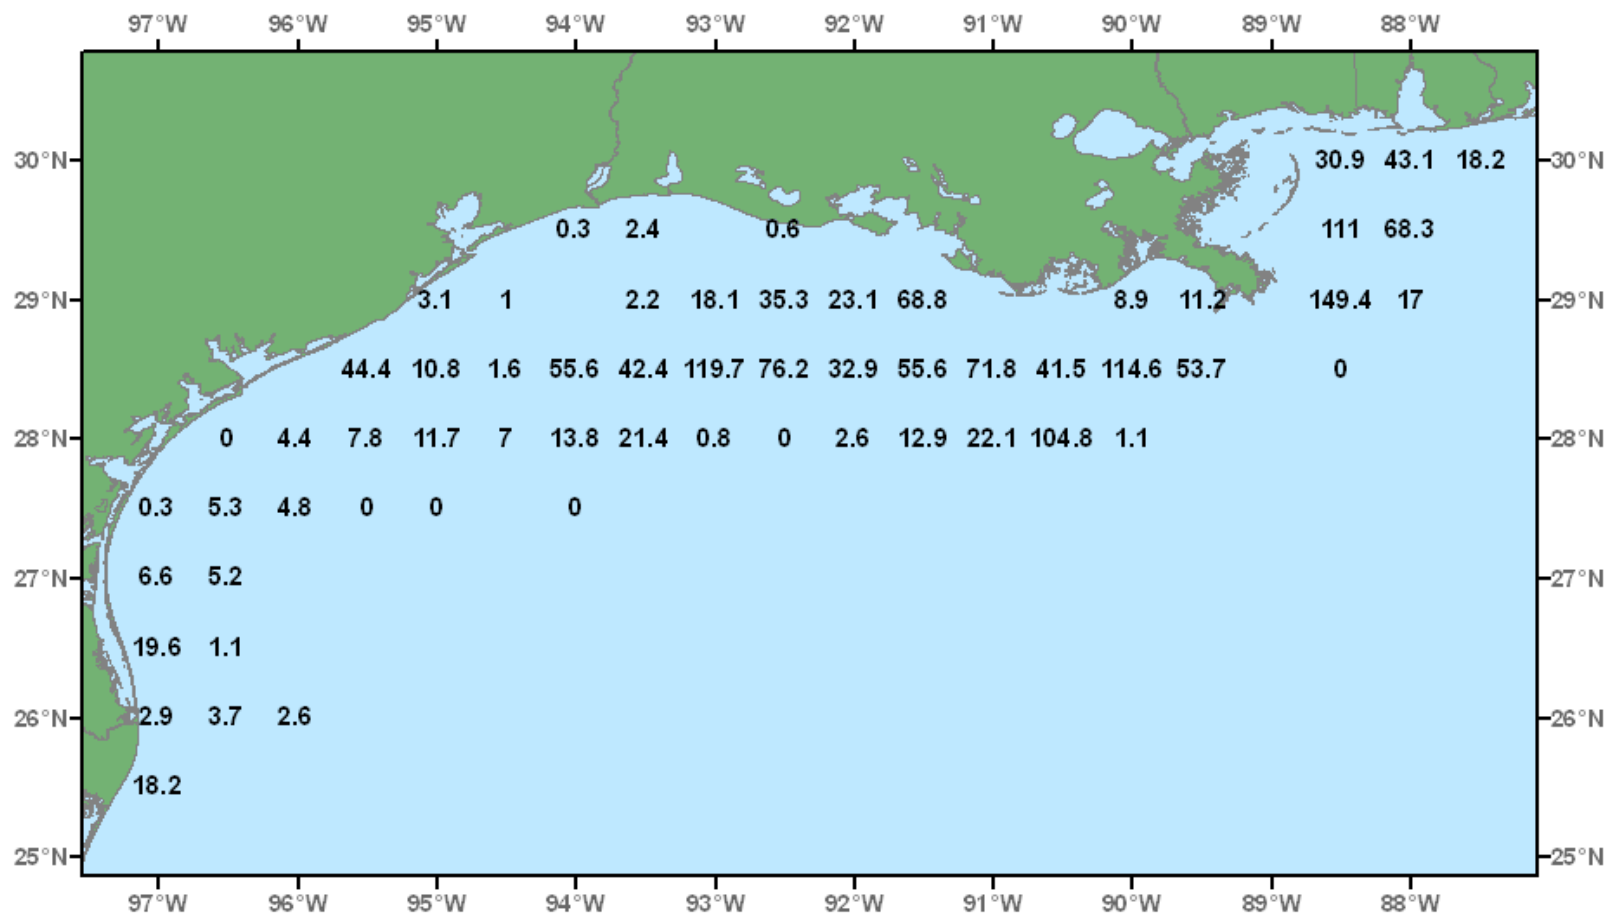 97°W 96°W 95°W 94°W 93°W 92°W 91°W 90°W 89°W 88°W
30°N 30.9 43.1 18.2 30°N
0.3 2.4 0.6 111 68.3
29°N 3.1 1 2.2 18.1 35.3 23.1 68.8 8.9 11.2 149.4 17 29°N
44.4 10.8 1.6 55.6 42.4 119.7 76.2 32.9 55.6 71.8 41.5 114.6 53.7 0
28°N 0 4.4 7.8 11.7 7 13.8 21.4 0.8 0 2.6 12.9 22.1 104.8 1.1 28°N
0.3 5.3 4.8 0 0 0
27°N 6.6 5.2 27°N
19.6 1.1
26°N 2.9 3.7 2.6 26°N
18.2
25°N 25°N
97°W 96°W 95°W 94°W 93°W 92°W 91°W 90°W 89°W 88°W